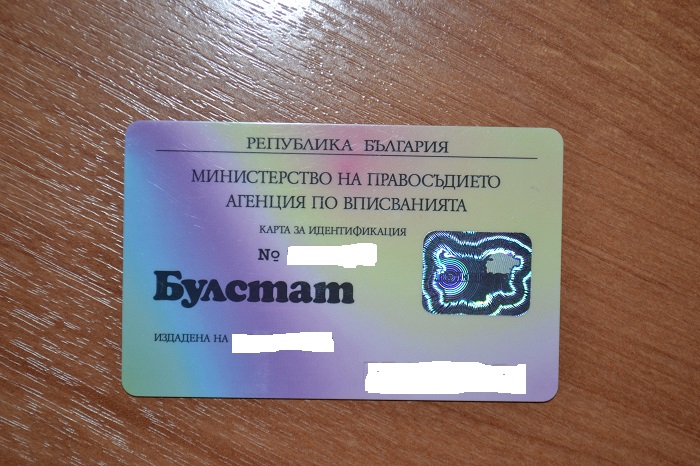 РЕПУБЛИКА БЪЛГАРИЯ
МИНИСТЕРСТВО НА ПРАВОСЪДИЕТО
АГЕНЦИЯ ПО ВПИСВАНИЯТА
КАРТА ЗА ИДЕНТИФИКАЦИЯ
№
Булстат
ИЗДАДЕНА НА